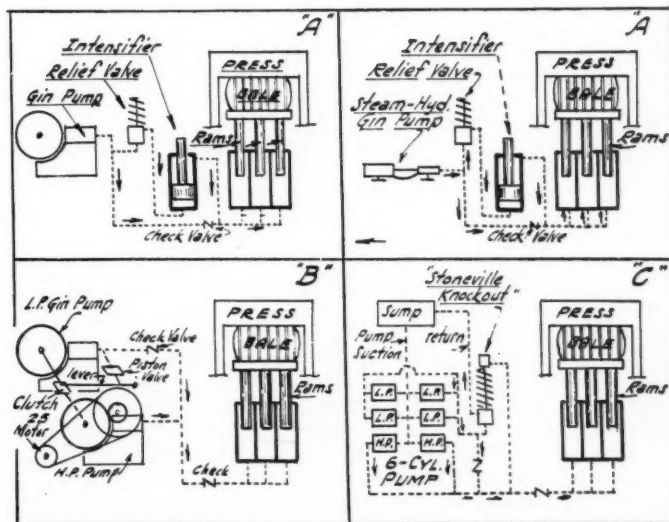 "A"
Intensifier
Relief Valve
Gin Pump
PRESS
BALE
Rams
Check Valve
"A"
Intensifier
Relief Valve
Steam-Hyd.
Gin Pump
PRESS
BALE
Rams
Check Valve
"B"
L.P. Gin Pump
Check Valve
Piston
Valve
lever
Clutch
25
Motor
H.P. Pump
PRESS
BALE
Rams
Check
"C"
"Stoneville
Knockout"
Sump
Pump
Suction
return
L.P. L.P.
L.P. L.P.
H.P. H.P.
6-CYL.
PUMP
PRESS
BALE
Rams